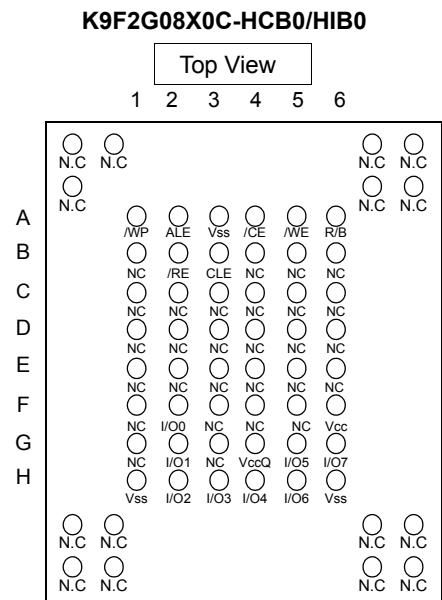 K9F2G08X0C-HCB0/HIB0
Top View
1 2 3 4 5 6
N.C N.C N.C N.C
N.C N.C N.C
A
/WP ALE Vss /CE /WE R/B
B
NC /RE CLE NC NC NC
C
NC NC NC NC NC NC
D
NC NC NC NC NC NC
E
NC NC NC NC NC NC
F
NC I/O0 NC NC NC Vcc
G
NC I/O1 NC VccQ I/O5 I/O7
H
Vss I/O2 I/O3 I/O4 I/O6 Vss
N.C N.C N.C N.C
N.C N.C N.C N.C